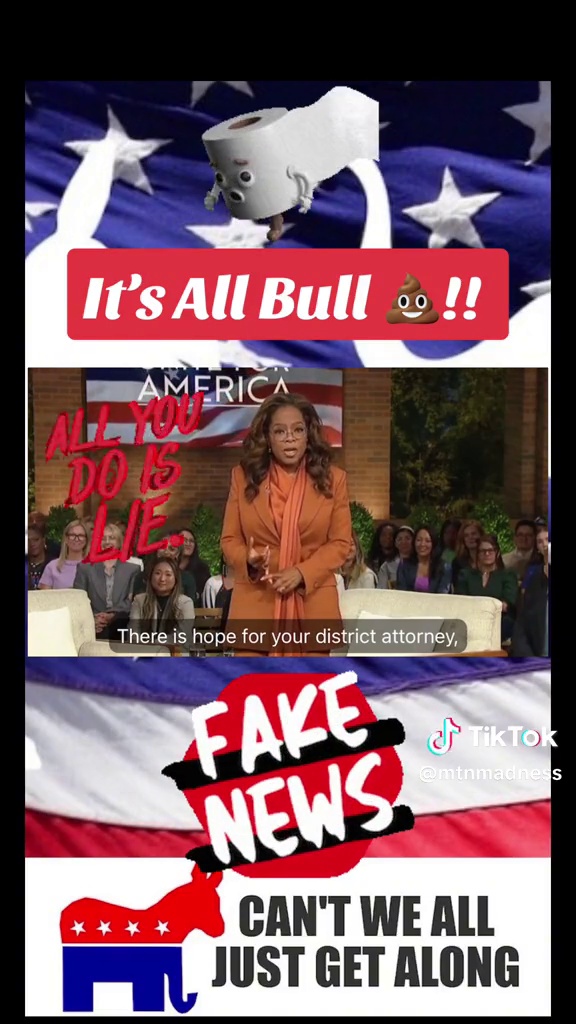 It's All Bull 💩!!
AMERICA
ALL YOU
DO IS
LIE.
There is hope for your district attorney,
FAKE
NEWS
TikTok
@mtnmadness
CAN'T WE ALL
JUST GET ALONG